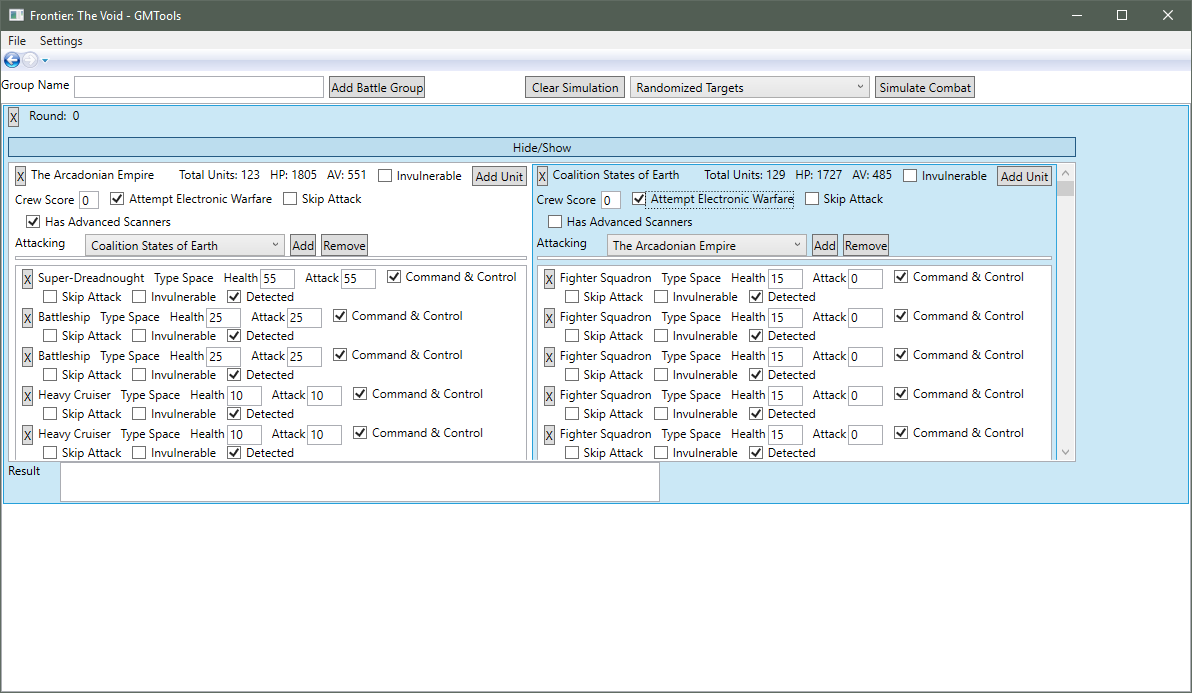 Frontier: The Void - GMTools
File Settings
Group Name Add Battle Group Clear Simulation Randomized Targets Simulate Combat
X Round: 0
Hide/Show
X The Arcadonian Empire Total Units: 123 HP: 1805 AV: 551 Invulnerable Add Unit
Crew Score 0 Attempt Electronic Warfare Skip Attack
Has Advanced Scanners
Attacking Coalition States of Earth Add Remove
X Super-Dreadnought Type Space Health 55 Attack 55 Command & Control
Skip Attack Invulnerable Detected
X Battleship Type Space Health 25 Attack 25 Command & Control
Skip Attack Invulnerable Detected
X Battleship Type Space Health 25 Attack 25 Command & Control
Skip Attack Invulnerable Detected
X Heavy Cruiser Type Space Health 10 Attack 10 Command & Control
Skip Attack Invulnerable Detected
X Heavy Cruiser Type Space Health 10 Attack 10 Command & Control
Skip Attack Invulnerable Detected
X Coalition States of Earth Total Units: 129 HP: 1727 AV: 485 Invulnerable Add Unit
Crew Score 0 Attempt Electronic Warfare Skip Attack
Has Advanced Scanners
Attacking The Arcadonian Empire Add Remove
X Fighter Squadron Type Space Health 15 Attack 0 Command & Control
Skip Attack Invulnerable Detected
X Fighter Squadron Type Space Health 15 Attack 0 Command & Control
Skip Attack Invulnerable Detected
X Fighter Squadron Type Space Health 15 Attack 0 Command & Control
Skip Attack Invulnerable Detected
X Fighter Squadron Type Space Health 15 Attack 0 Command & Control
Skip Attack Invulnerable Detected
X Fighter Squadron Type Space Health 15 Attack 0 Command & Control
Skip Attack Invulnerable Detected
Result